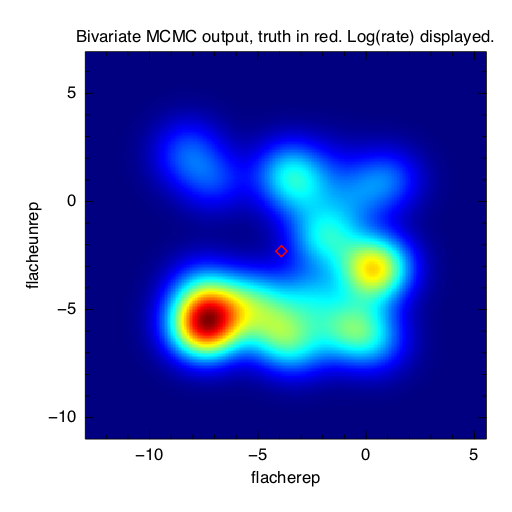 Bivariate MCMC output, truth in red. Log(rate) displayed.
5
0
−5
−10
flacheunrep
−10 −5 0 5
flacherep